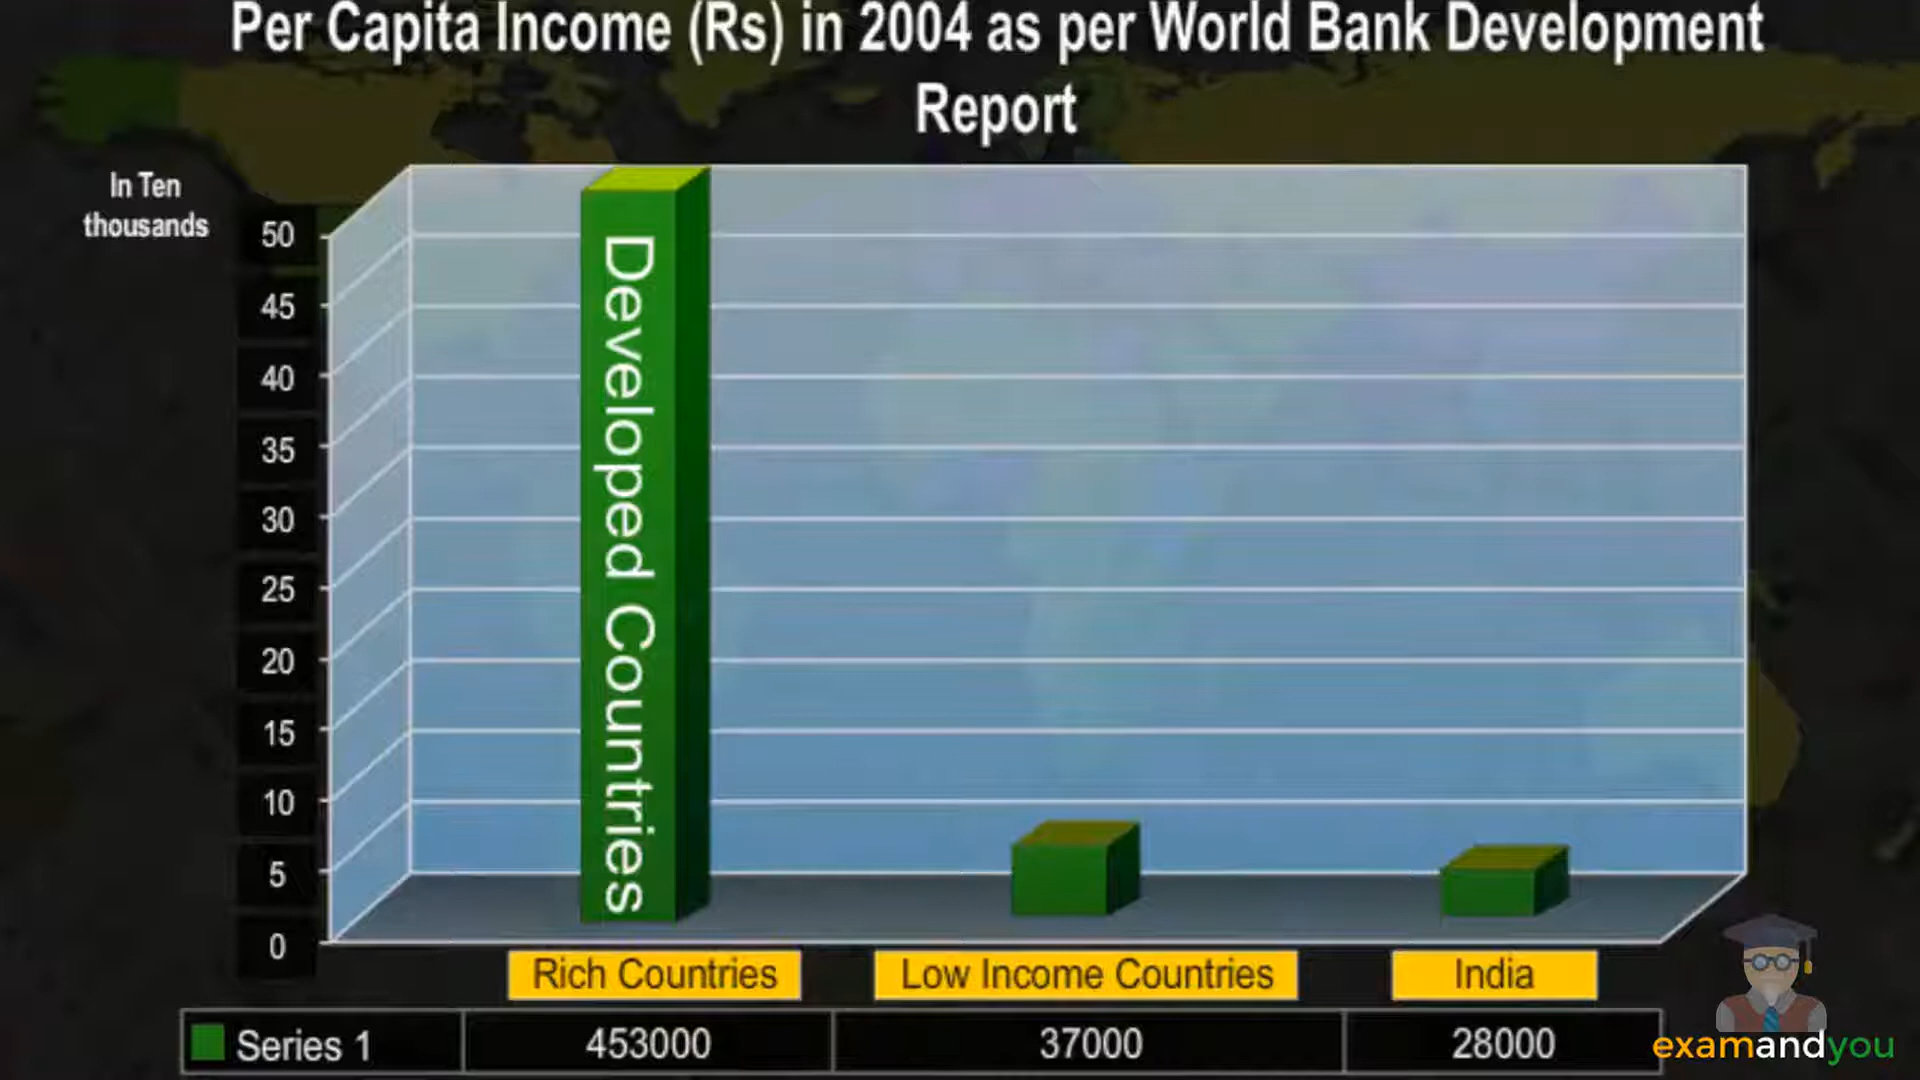 Per Capita Income (Rs) in 2004 as per World Bank Development
Report
In Ten
thousands
50
45
40
35
30
25
20
15
10
5
0
Developed Countries
Rich Countries Low Income Countries India
Series 1 453000 37000 28000
examandyou